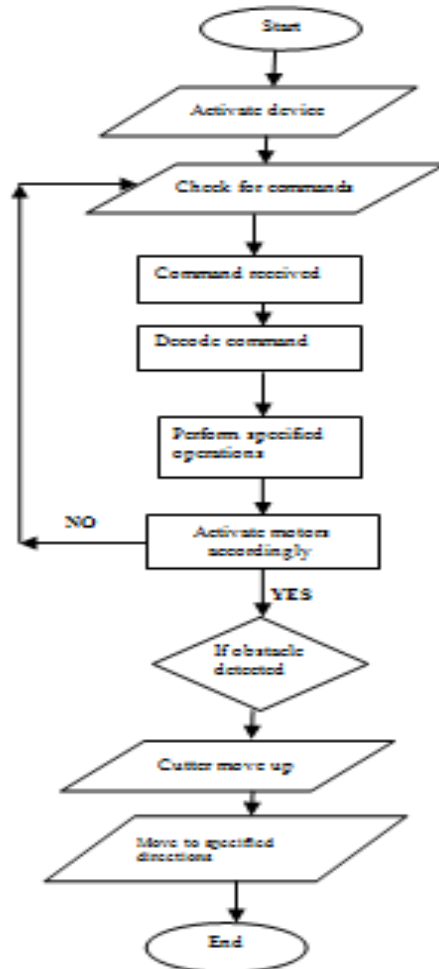 Start
Activate device
Check for commands
Command received
Decode command
Perform specified
operations
NO
Activate motors
accordingly
YES
If obstacle
detected
Cutter move up
Move to specified
directions
End